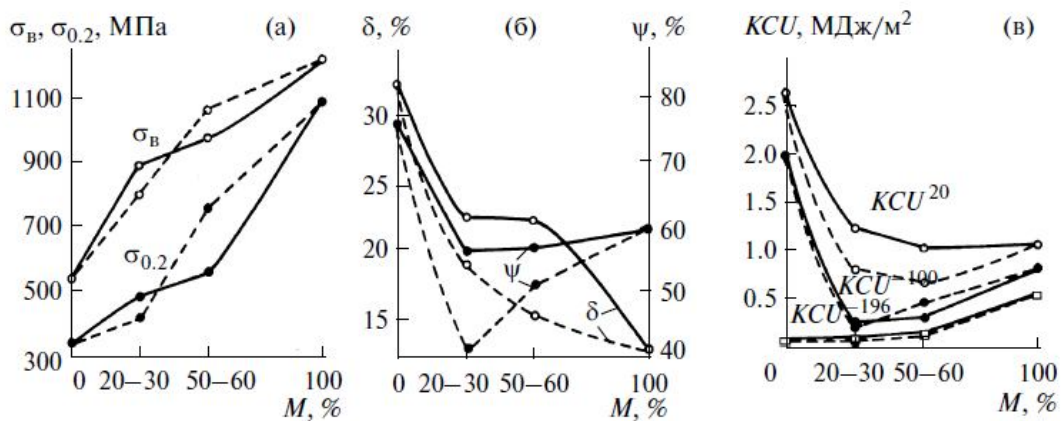 σв, σ0.2, МПа (а)
1100
900
700
500
300
σв
σ0.2
0 20–30 50–60 100
M, %
δ, % (б) ψ, %
30
25
20
15
80
70
60
50
40
ψ
δ
0 20–30 50–60 100
M, %
KCU, МДж/м² (в)
2.5
2.0
1.5
1.0
0.5
KCU²⁰
KCU⁻¹⁰⁰
KCU⁻¹⁹⁶
0 20–30 50–60 100
M, %